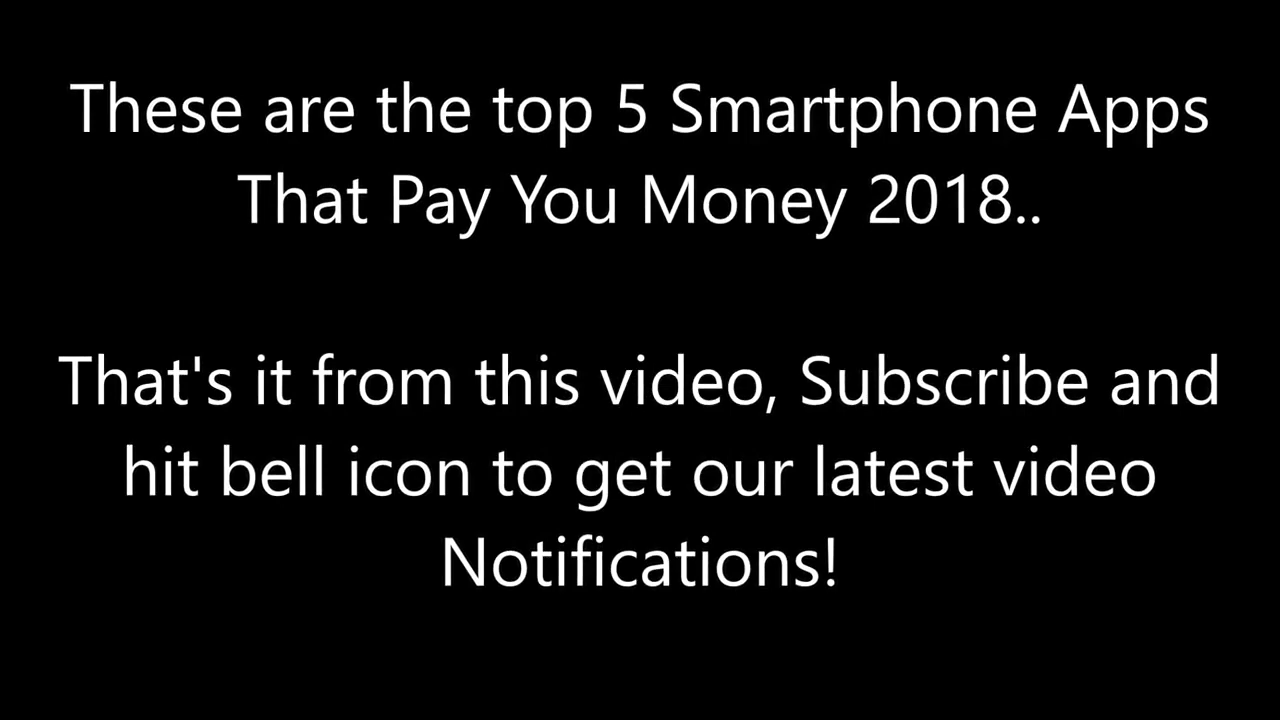 These are the top 5 Smartphone Apps
That Pay You Money 2018..
That's it from this video, Subscribe and
hit bell icon to get our latest video
Notifications!